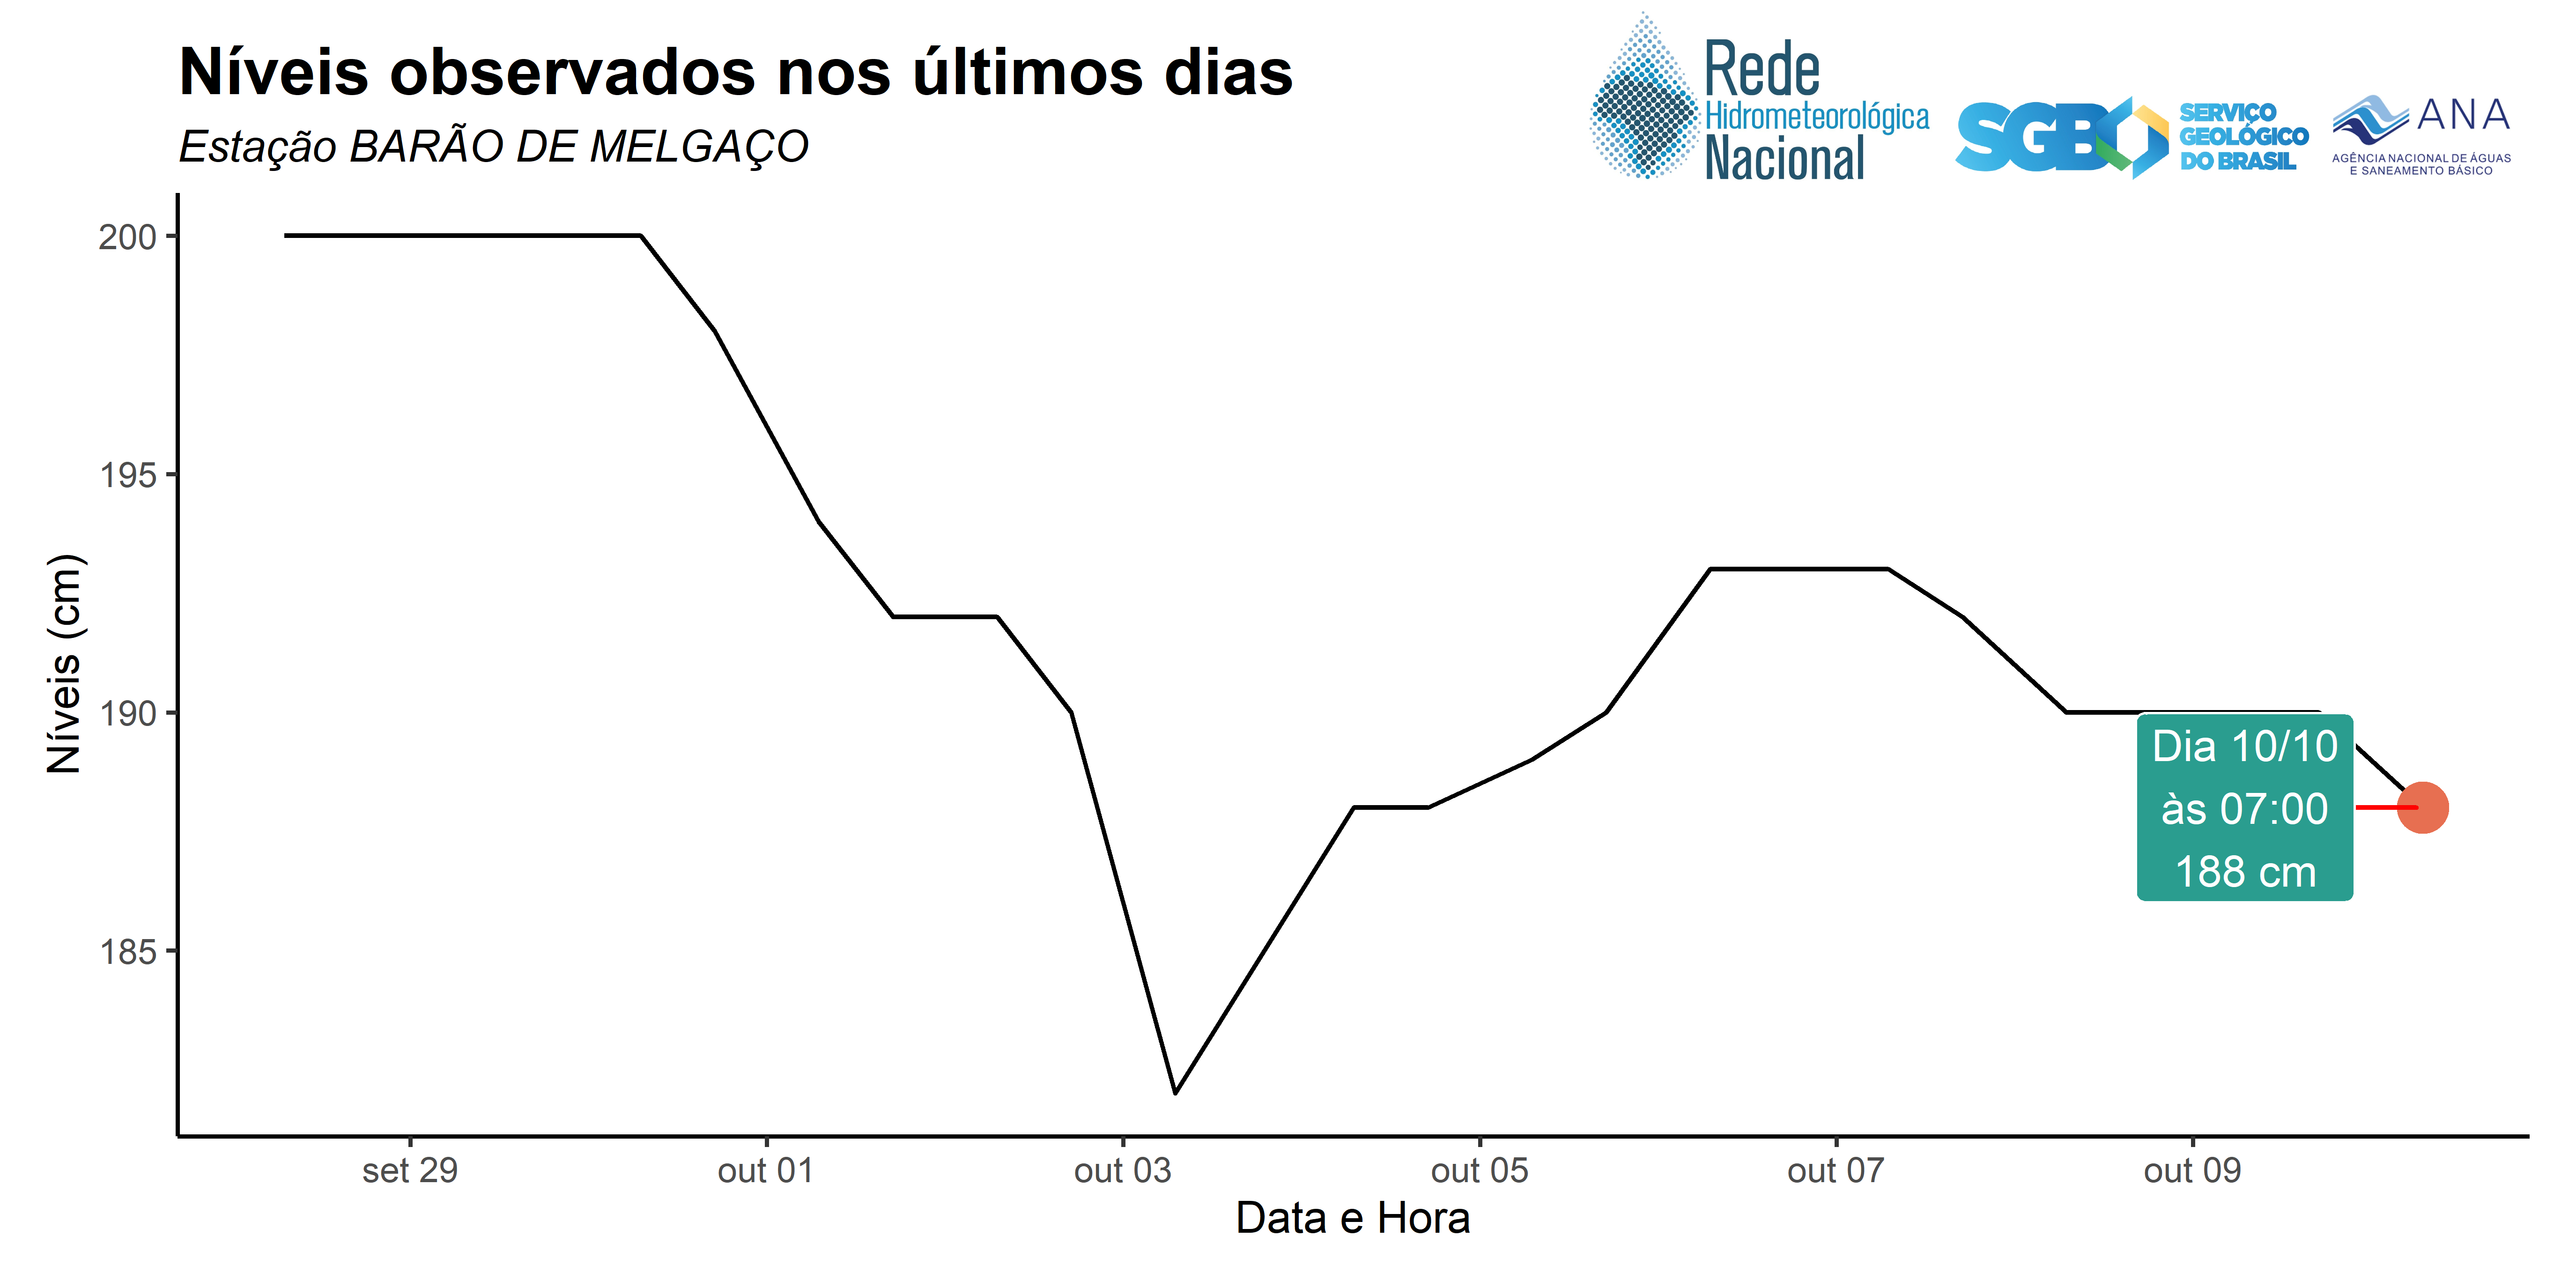 Níveis observados nos últimos dias
Estação BARÃO DE MELGAÇO
Rede
Hidrometeorológica
Nacional
SGB
SERVIÇO
GEOLÓGICO
DO BRASIL
ANA
AGÊNCIA NACIONAL DE ÁGUAS
E SANEAMENTO BÁSICO
Níveis (cm)
200
195
190
185
Dia 10/10
às 07:00
188 cm
set 29
out 01
out 03
out 05
out 07
out 09
Data e Hora